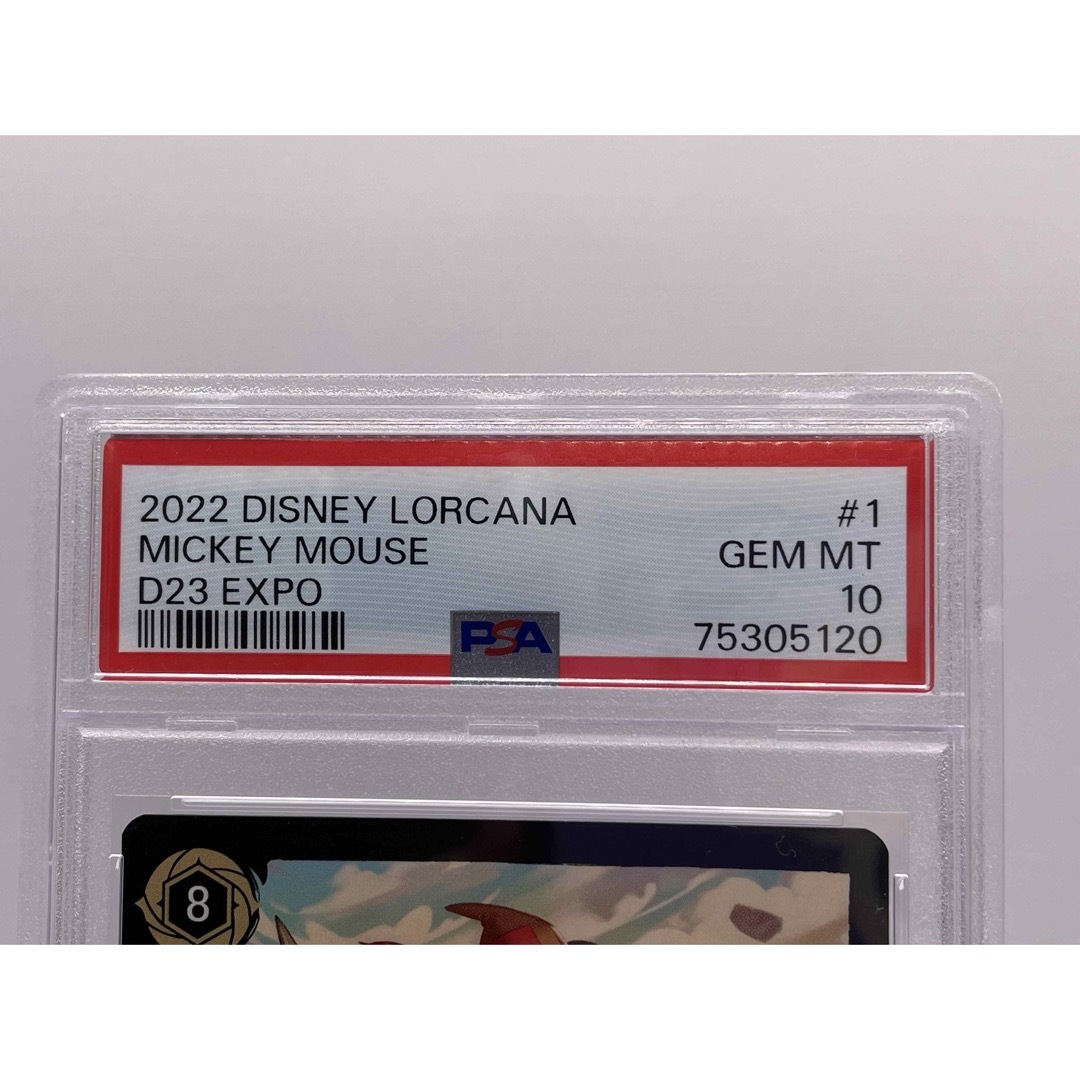 2022 DISNEY LORCANA #1
MICKEY MOUSE GEM MT
D23 EXPO 10
PSA 75305120
8